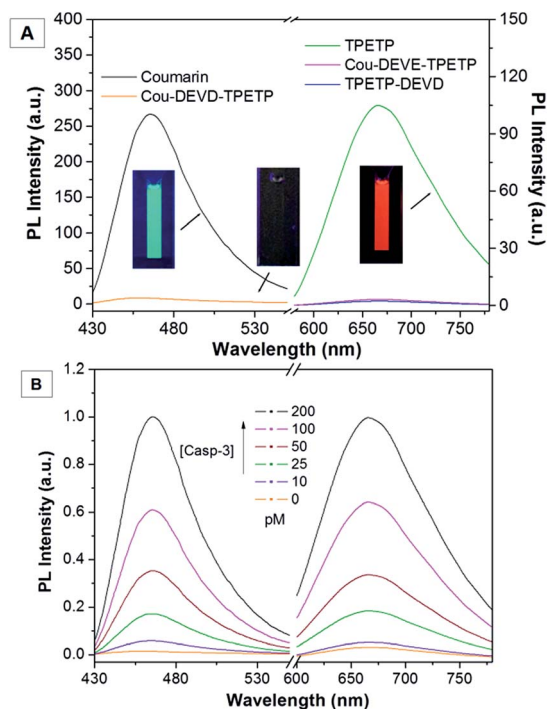 A
PL Intensity (a.u.)
400
350
300
250
200
150
100
50
0
Coumarin
Cou-DEVD-TPETP
TPETP
Cou-DEVE-TPETP
TPETP-DEVD
150
120
90
60
30
0
PL Intensity (a.u.)
430 480 530 600 650 700 750
Wavelength (nm)
B
PL Intensity (a.u.)
1.2
1.0
0.8
0.6
0.4
0.2
0.0
[Casp-3]
200
100
50
25
10
0
pM
430 480 530 600 650 700 750
Wavelength (nm)